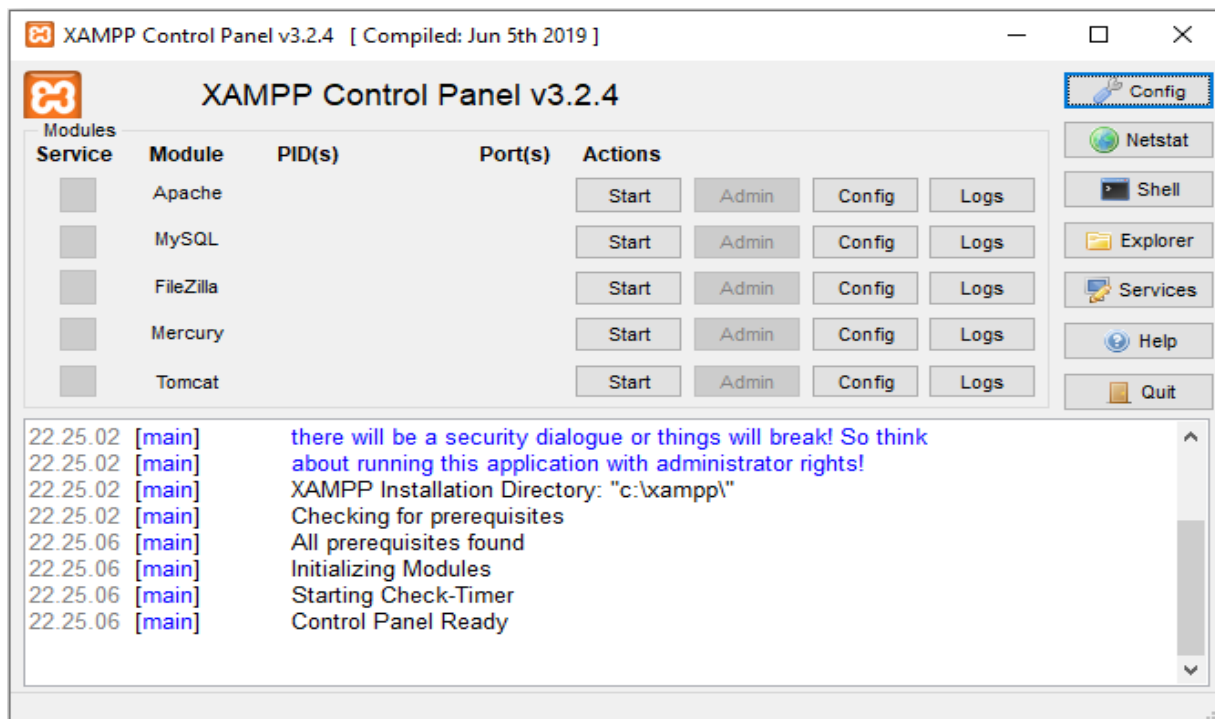 XAMPP Control Panel v3.2.4 [ Compiled: Jun 5th 2019 ]
XAMPP Control Panel v3.2.4
Config
Modules
Service Module PID(s) Port(s) Actions
Netstat
Apache Start Admin Config Logs
Shell
MySQL Start Admin Config Logs
Explorer
FileZilla Start Admin Config Logs
Services
Mercury Start Admin Config Logs
Help
Tomcat Start Admin Config Logs
Quit
22.25.02 [main] there will be a security dialogue or things will break! So think
22.25.02 [main] about running this application with administrator rights!
22.25.02 [main] XAMPP Installation Directory: "c:\xampp\"
22.25.02 [main] Checking for prerequisites
22.25.06 [main] All prerequisites found
22.25.06 [main] Initializing Modules
22.25.06 [main] Starting Check-Timer
22.25.06 [main] Control Panel Ready